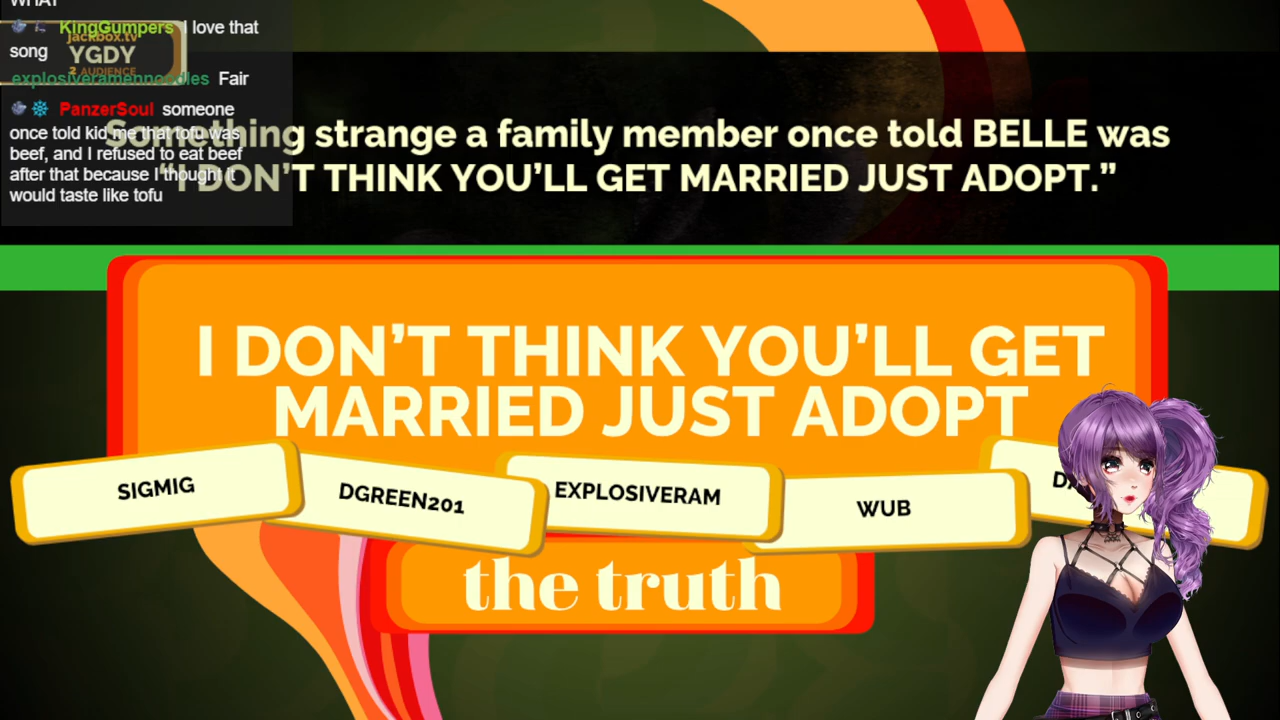 WHAT
KingGumpers I love that
song
explosiveramennoodles Fair
PanzerSoul someone
once told kid me that tofu was
beef, and I refused to eat beef
after that because I thought it
would taste like tofu
jackbox.tv
YGDY
2 AUDIENCE
Something strange a family member once told BELLE was
“I DON’T THINK YOU’LL GET MARRIED JUST ADOPT.”
I DON’T THINK YOU’LL GET
MARRIED JUST ADOPT
SIGMIG
DGREEN201
EXPLOSIVERAM
WUB
the truth